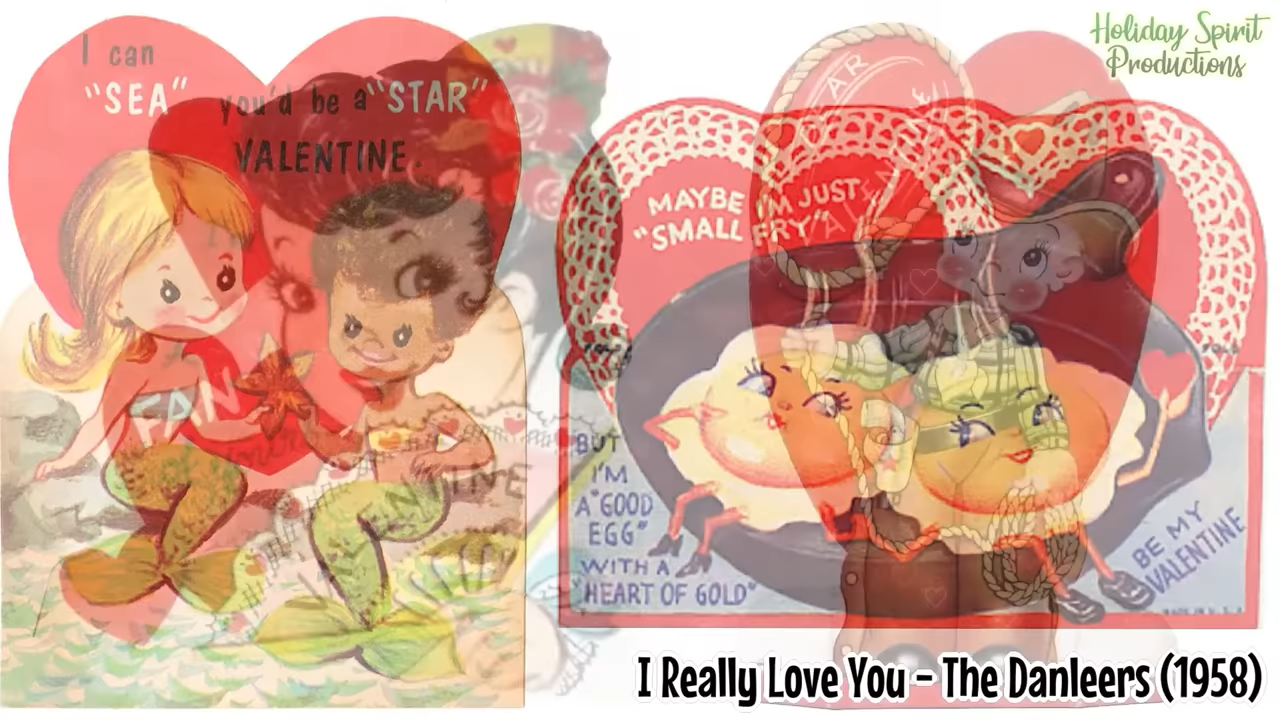 I can
"SEA" you'd be a "STAR"
VALENTINE.
Holiday Spirit
Productions
MAYBE I'M JUST
"SMALL FRY"
BUT
I'M
A "GOOD
EGG"
WITH A
"HEART OF GOLD"
BE MY
VALENTINE
I Really Love You – The Danleers (1958)